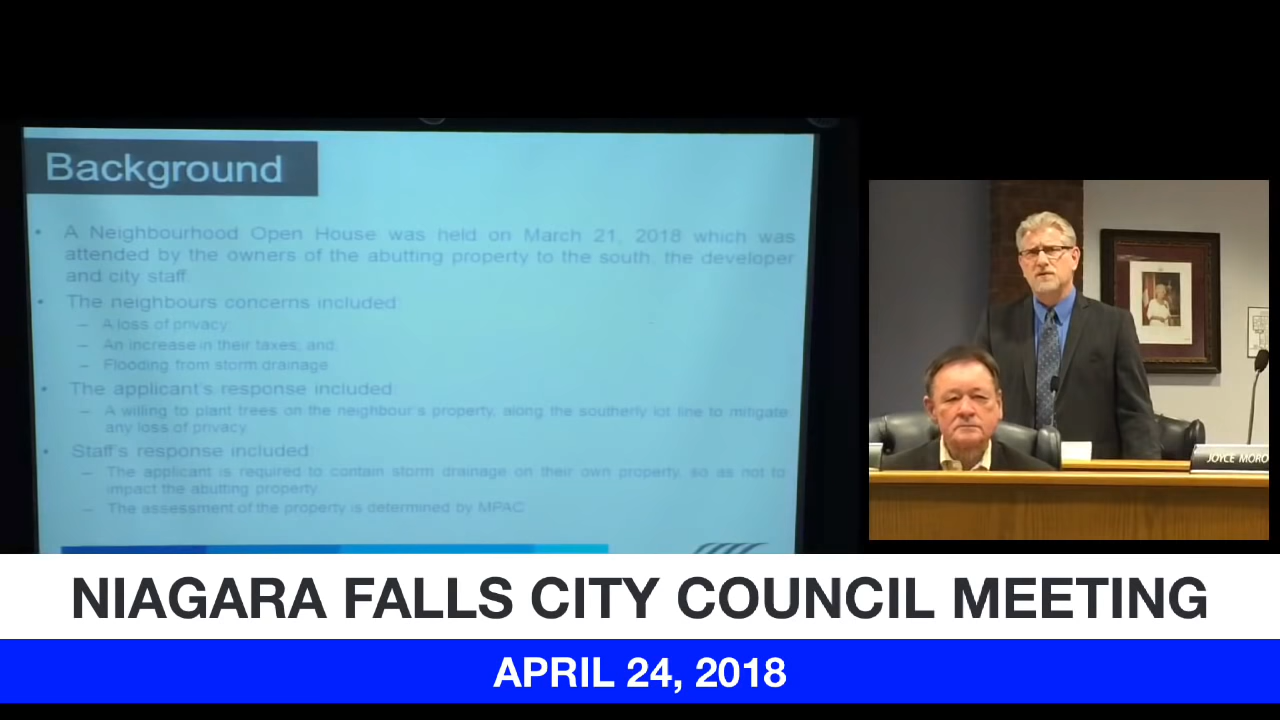 Background
• A Neighbourhood Open House was held on March 21, 2018 which was
attended by the owners of the abutting property to the south, the developer
and city staff.
• The neighbours concerns included:
– A loss of privacy;
– An increase in their taxes; and,
– Flooding from storm drainage
• The applicant's response included:
– A willing to plant trees on the neighbour's property, along the southerly lot line to mitigate
any loss of privacy.
• Staff's response included:
– The applicant is required to contain storm drainage on their own property, so as not to
impact the abutting property.
– The assessment of the property is determined by MPAC
JOYCE MORO
NIAGARA FALLS CITY COUNCIL MEETING
APRIL 24, 2018